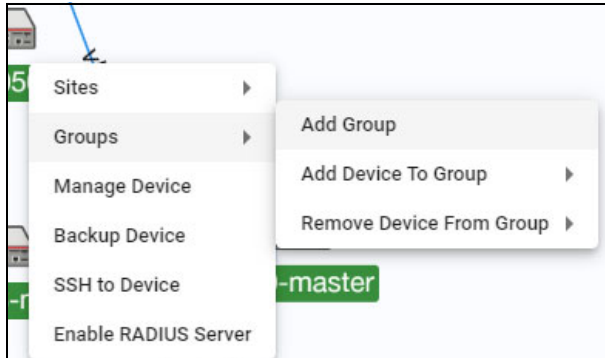 Sites
Groups
Manage Device
Backup Device
SSH to Device
Enable RADIUS Server
Add Group
Add Device To Group
Remove Device From Group
-master